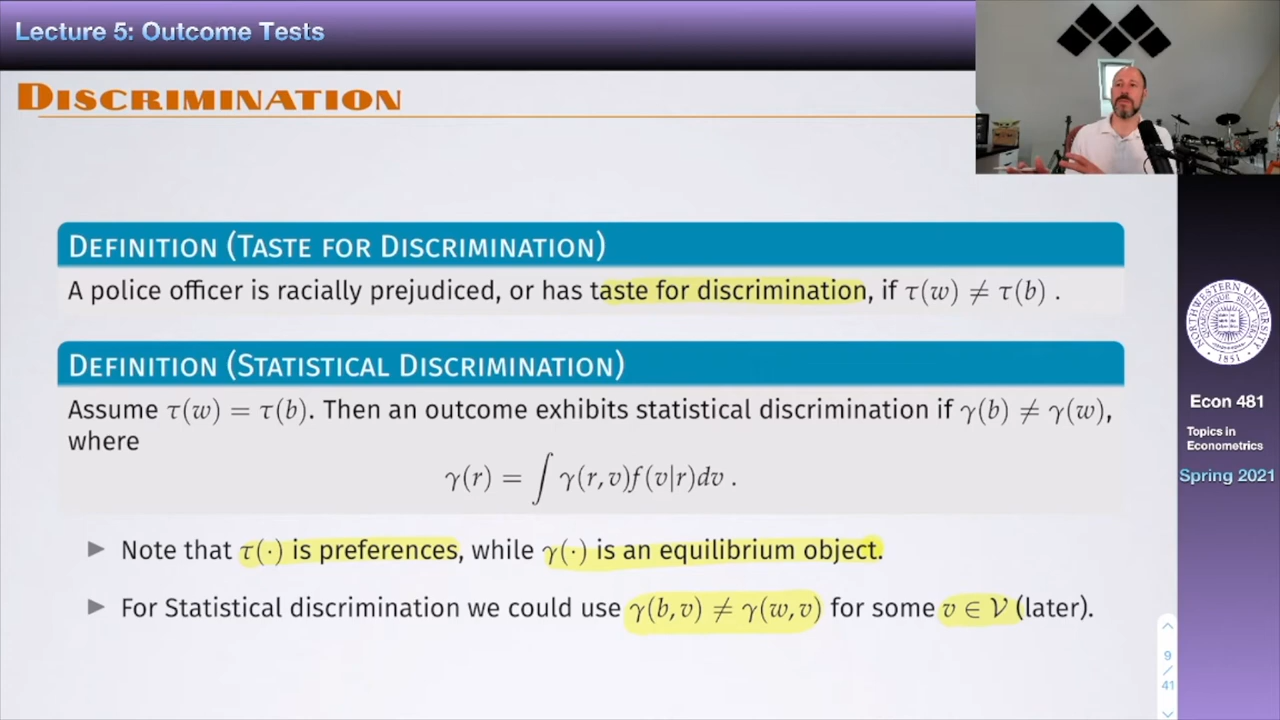 Lecture 5: Outcome Tests
DISCRIMINATION
DEFINITION (TASTE FOR DISCRIMINATION)
A police officer is racially prejudiced, or has taste for discrimination, if τ(w) ≠ τ(b) .
DEFINITION (STATISTICAL DISCRIMINATION)
Assume τ(w) = τ(b). Then an outcome exhibits statistical discrimination if γ(b) ≠ γ(w),
where
γ(r) = ∫ γ(r, v)f(v|r)dv .
▶ Note that τ(·) is preferences, while γ(·) is an equilibrium object.
▶ For Statistical discrimination we could use γ(b, v) ≠ γ(w, v) for some v ∈ 𝒱 (later).
NORTHWESTERN UNIVERSITY
1851
Econ 481
Topics in
Econometrics
Spring 2021
9
/
41